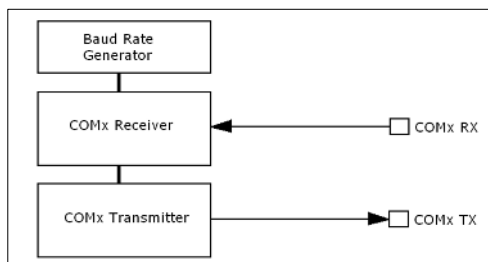 Baud Rate
Generator
COMx Receiver
COMx RX
COMx Transmitter
COMx TX